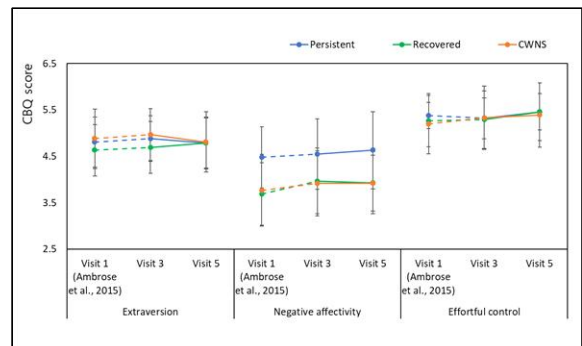 Persistent Recovered CWNS
CBQ score
6.5
5.5
4.5
3.5
2.5
Visit 1 Visit 3 Visit 5 Visit 1 Visit 3 Visit 5 Visit 1 Visit 3 Visit 5
(Ambrose (Ambrose (Ambrose
et al., 2015) et al., 2015) et al., 2015)
Extraversion Negative affectivity Effortful control